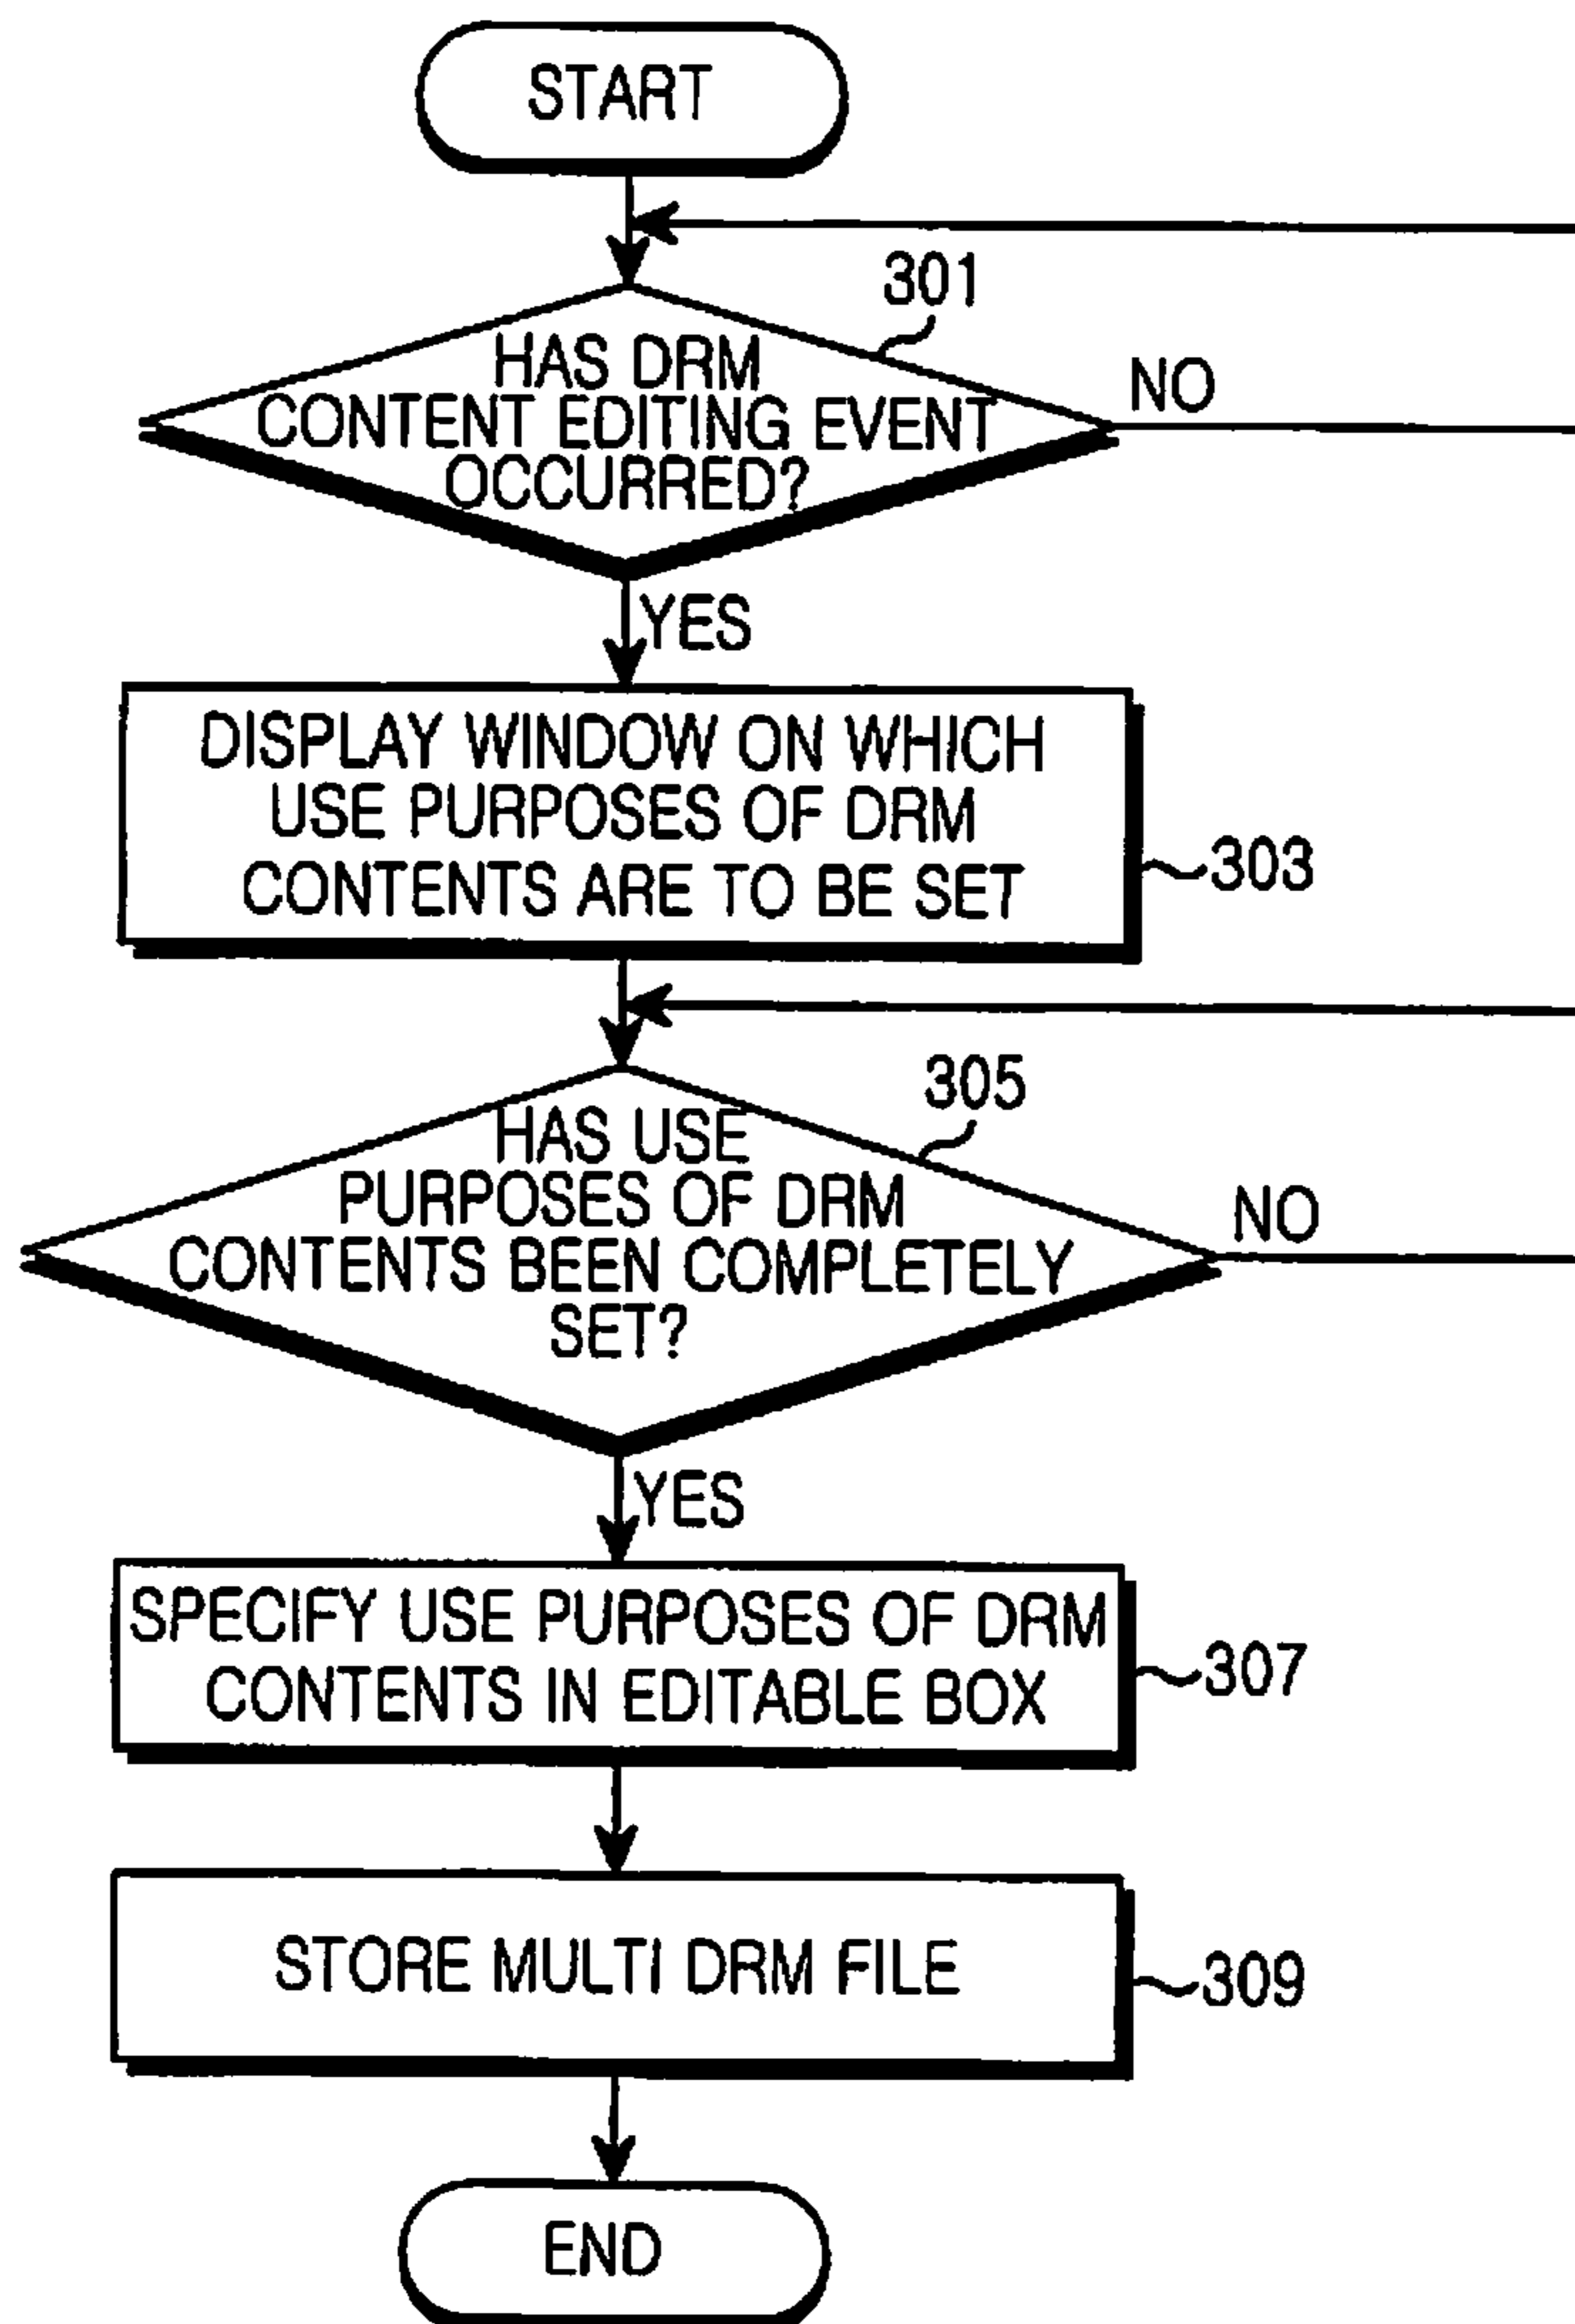 START
301
HAS DRM
CONTENT EDITING EVENT
OCCURRED?
NO
YES
DISPLAY WINDOW ON WHICH
USE PURPOSES OF DRM
CONTENTS ARE TO BE SET
303
305
HAS USE
PURPOSES OF DRM
CONTENTS BEEN COMPLETELY
SET?
NO
YES
SPECIFY USE PURPOSES OF DRM
CONTENTS IN EDITABLE BOX
307
STORE MULTI DRM FILE
309
END